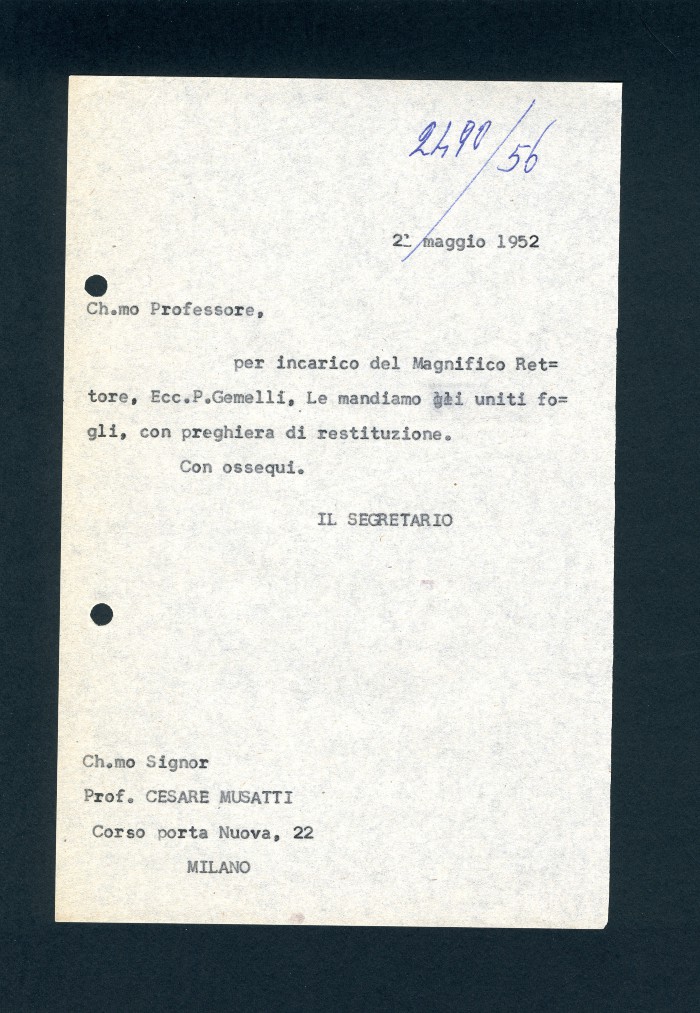 2490/56
maggio 1952
Ch.mo Professore,
per incarico del Magnifico Ret=
tore, Ecc.P.Gemelli, Le mandiamo gli uniti fo=
gli, con preghiera di restituzione.
Con ossequi.
IL SEGRETARIO
Ch.mo Signor
Prof. CESARE MUSATTI
Corso porta Nuova, 22
MILANO